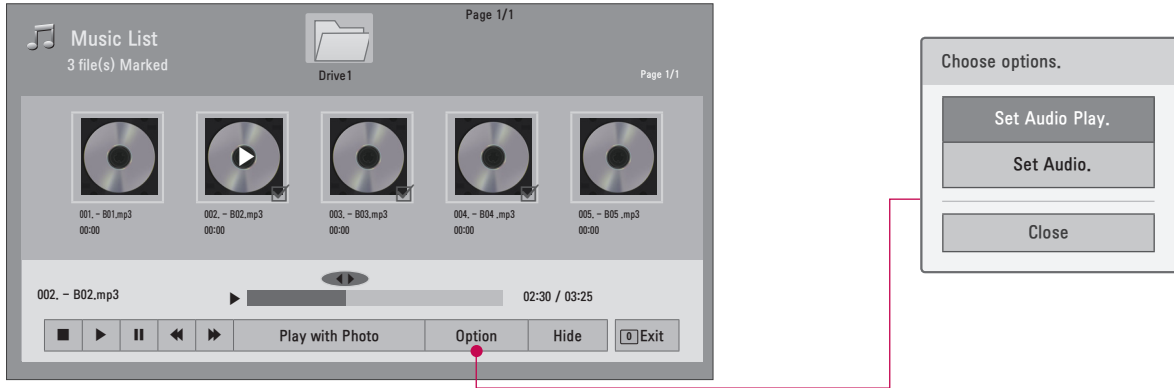 Page 1/1
Music List
3 file(s) Marked
Drive1
Page 1/1
001. - B01.mp3
00:00
002. - B02.mp3
00:00
003. - B03.mp3
00:00
004. - B04 .mp3
00:00
005. - B05 .mp3
00:00
002. - B02.mp3
02:30 / 03:25
Play with Photo
Option
Hide
0 Exit
Choose options.
Set Audio Play.
Set Audio.
Close